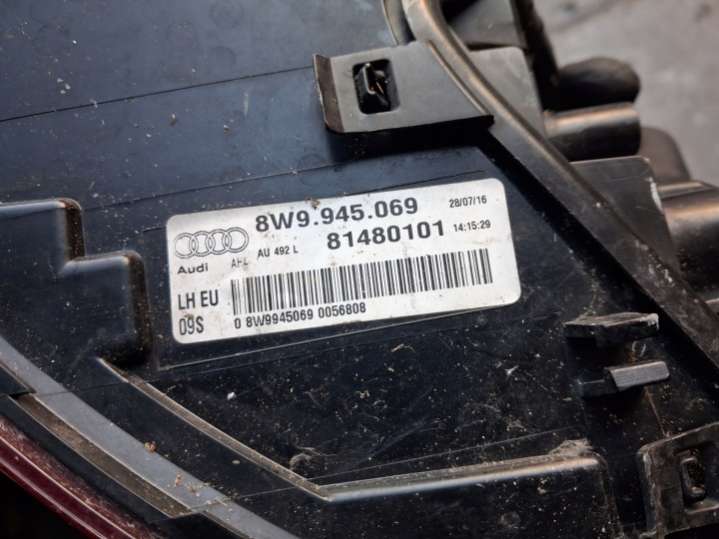 8W9.945.069 28/07/16
Audi AFL AU 492 L 81480101 14:15:29
LH EU
09S 0 8W9945069 0056808